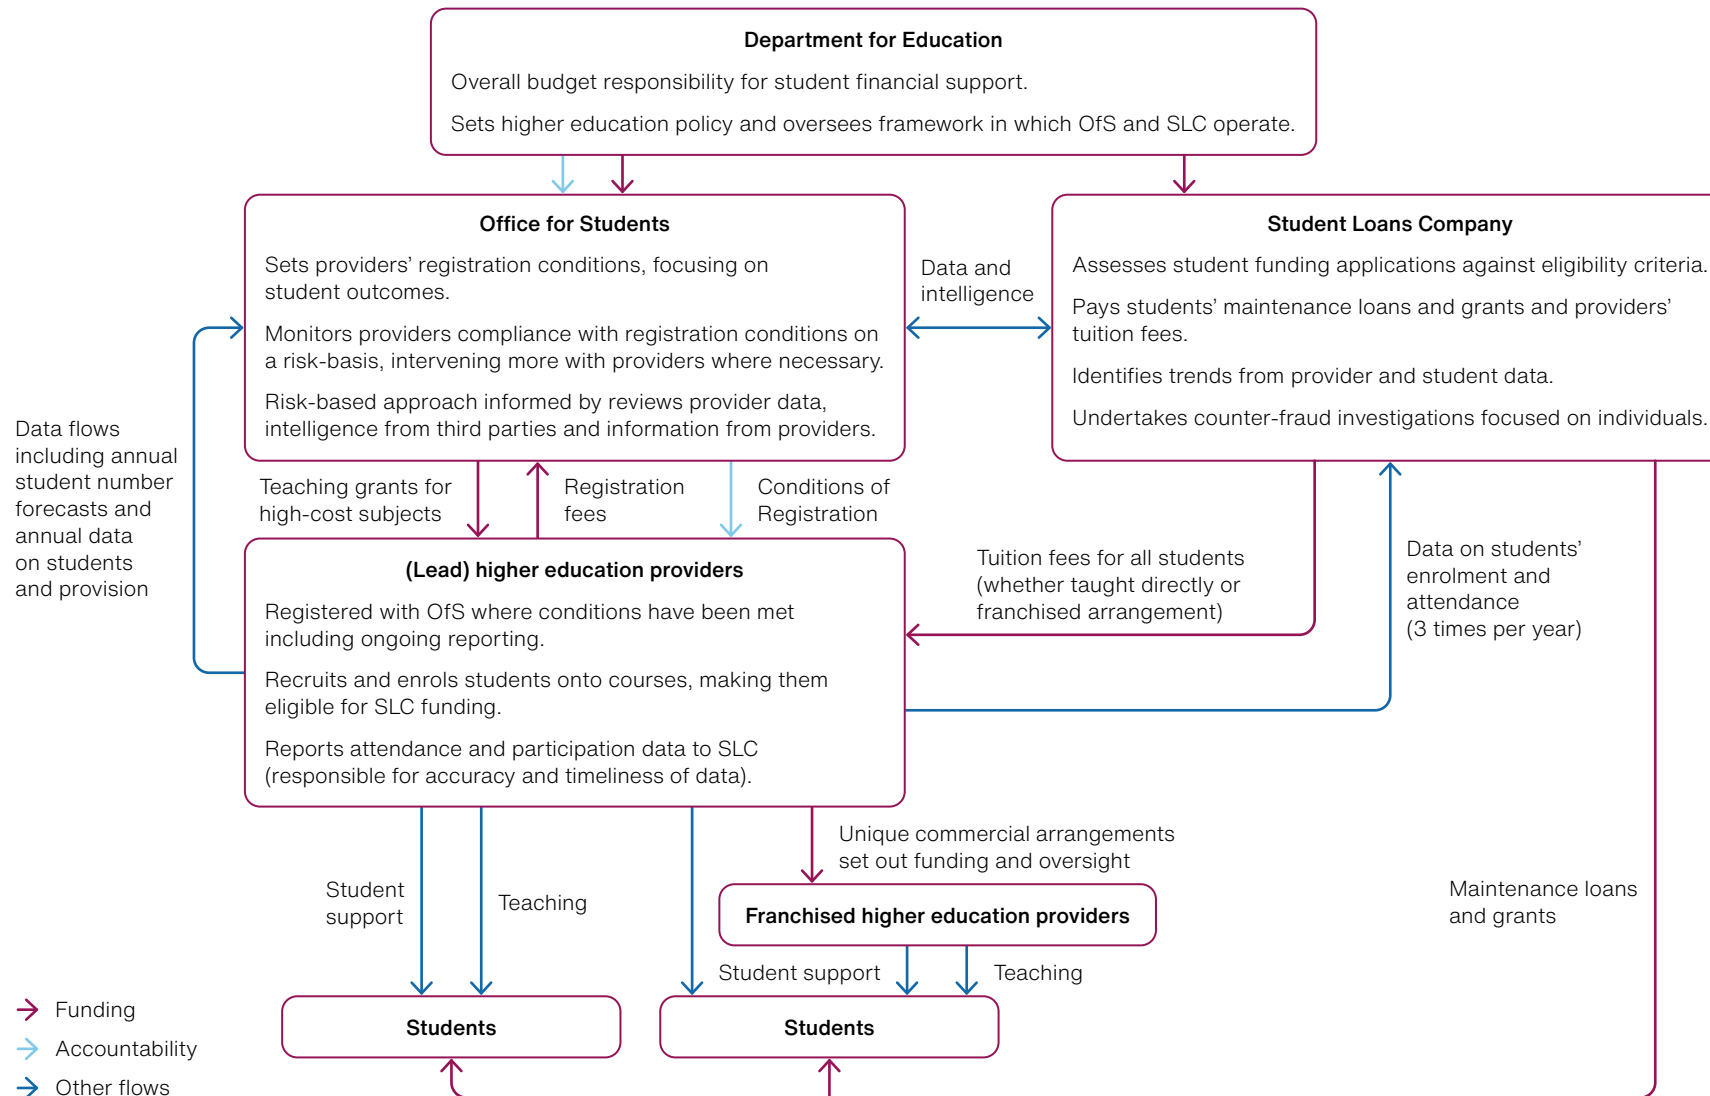 Department for Education
Overall budget responsibility for student financial support.
Sets higher education policy and oversees framework in which OfS and SLC operate.
Office for Students
Sets providers’ registration conditions, focusing on
student outcomes.
Monitors providers compliance with registration conditions on
a risk-basis, intervening more with providers where necessary.
Risk-based approach informed by reviews provider data,
intelligence from third parties and information from providers.
Data and
intelligence
Student Loans Company
Assesses student funding applications against eligibility criteria.
Pays students’ maintenance loans and grants and providers’
tuition fees.
Identifies trends from provider and student data.
Undertakes counter-fraud investigations focused on individuals.
Data flows
including annual
student number
forecasts and
annual data
on students
and provision
Teaching grants for
high-cost subjects
Registration
fees
Conditions of
Registration
(Lead) higher education providers
Registered with OfS where conditions have been met
including ongoing reporting.
Recruits and enrols students onto courses, making them
eligible for SLC funding.
Reports attendance and participation data to SLC
(responsible for accuracy and timeliness of data).
Tuition fees for all students
(whether taught directly or
franchised arrangement)
Data on students’
enrolment and
attendance
(3 times per year)
Unique commercial arrangements
set out funding and oversight
Student
support
Teaching
Franchised higher education providers
Maintenance loans
and grants
Student support
Teaching
Students
Students
Funding
Accountability
Other flows